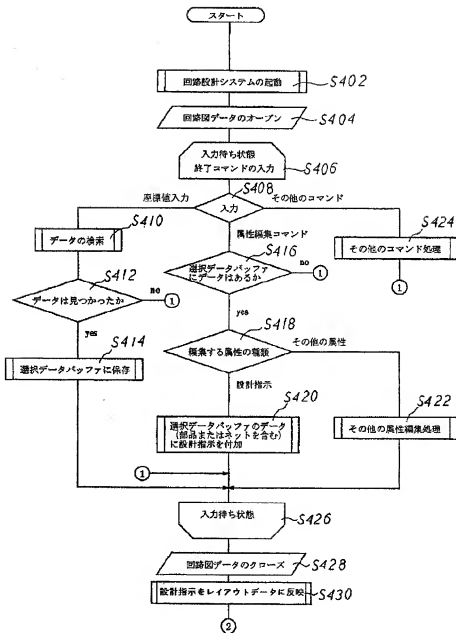 スタート
回路設計システムの起動
S402
回路図データのオープン
S404
入力待ち状態
終了コマンドの入力
S406
S408
座標値入力
入力
その他のコマンド
データの検索
S410
属性編集コマンド
S416
その他のコマンド処理
S424
S412
データは見つかったか
no
①
選択データバッファ
にデータはあるか
no
①
①
yes
yes
S414
選択データバッファに保存
S418
編集する属性の種類
その他の属性
設計指示
S420
選択データバッファのデータ
(部品またはネットを含む)
に設計指示を付加
S422
その他の属性編集処理
①
入力待ち状態
S426
回路図データのクローズ
S428
設計指示をレイアウトデータに反映
S430
②